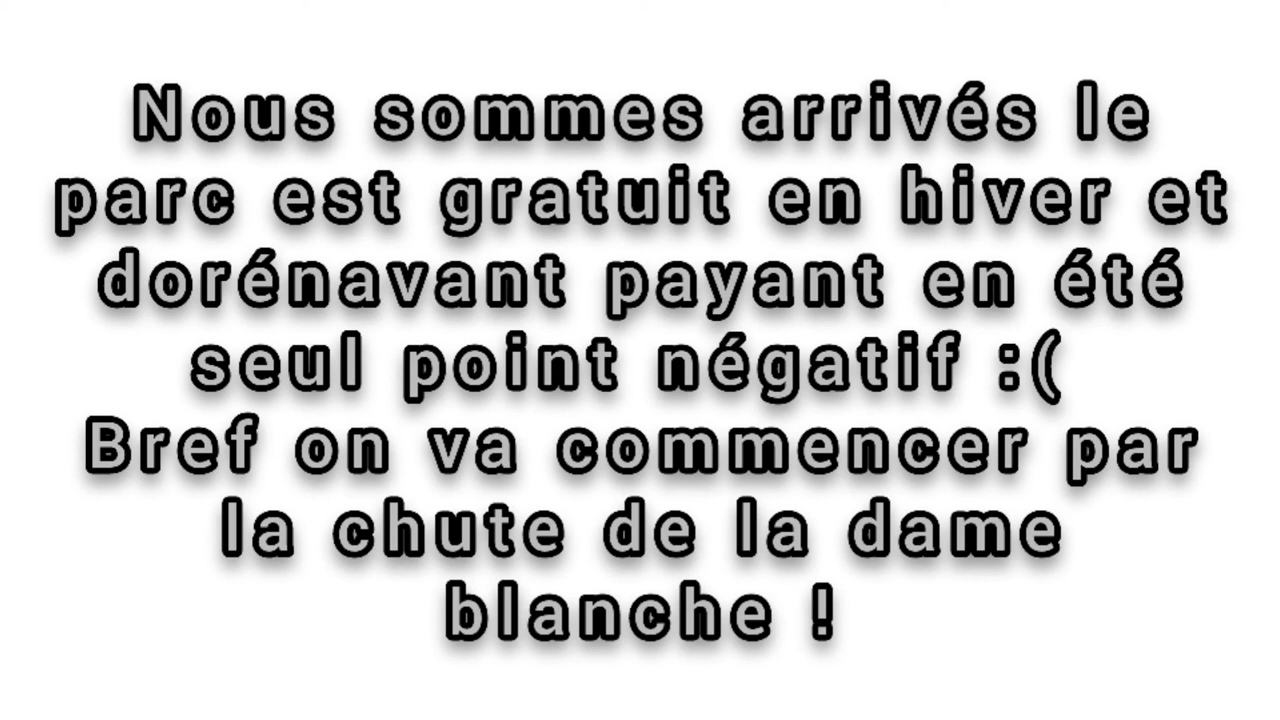 Nous sommes arrivés le
parc est gratuit en hiver et
dorénavant payant en été
seul point négatif :(
Bref on va commencer par
la chute de la dame
blanche !